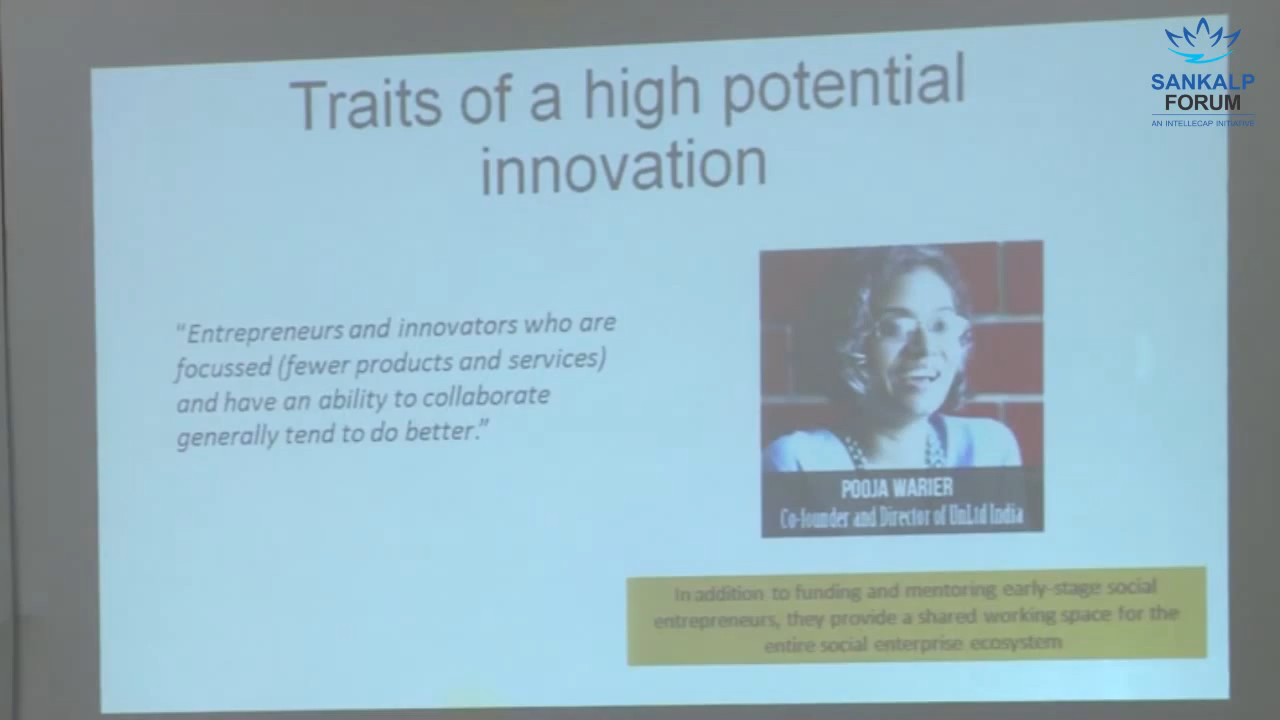 Traits of a high potential
innovation
SANKALP
FORUM
AN INTELLECAP INITIATIVE
"Entrepreneurs and innovators who are
focussed (fewer products and services)
and have an ability to collaborate
generally tend to do better."
POOJA WARIER
Co-founder and Director of UnLtd India
In addition to funding and mentoring early-stage social
entrepreneurs, they provide a shared working space for the
entire social enterprise ecosystem